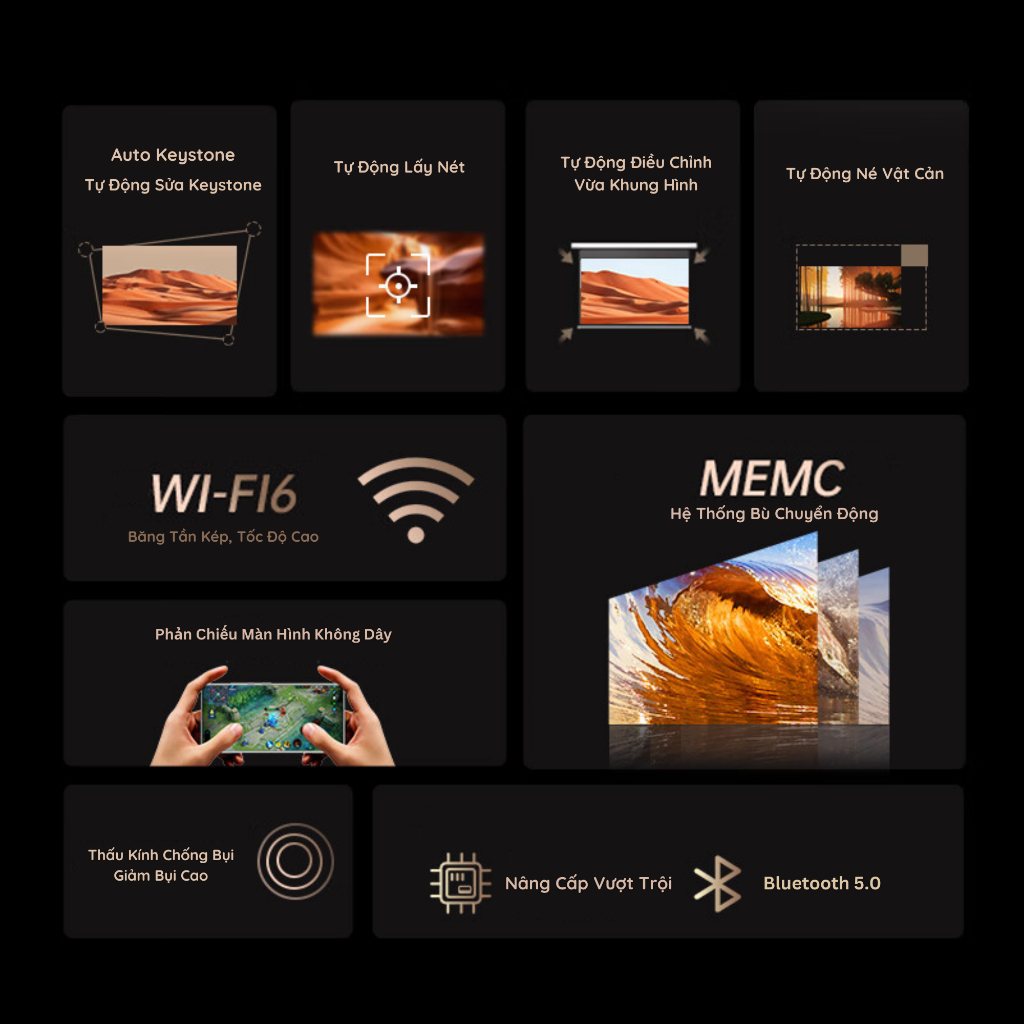 Auto Keystone
Tự Động Sửa Keystone
Tự Động Lấy Nét
Tự Động Điều Chỉnh
Vừa Khung Hình
Tự Động Né Vật Cản
WI-FI6
Băng Tần Kép, Tốc Độ Cao
MEMC
Hệ Thống Bù Chuyển Động
Phản Chiếu Màn Hình Không Dây
Thấu Kính Chống Bụi
Giảm Bụi Cao
Nâng Cấp Vượt Trội
Bluetooth 5.0